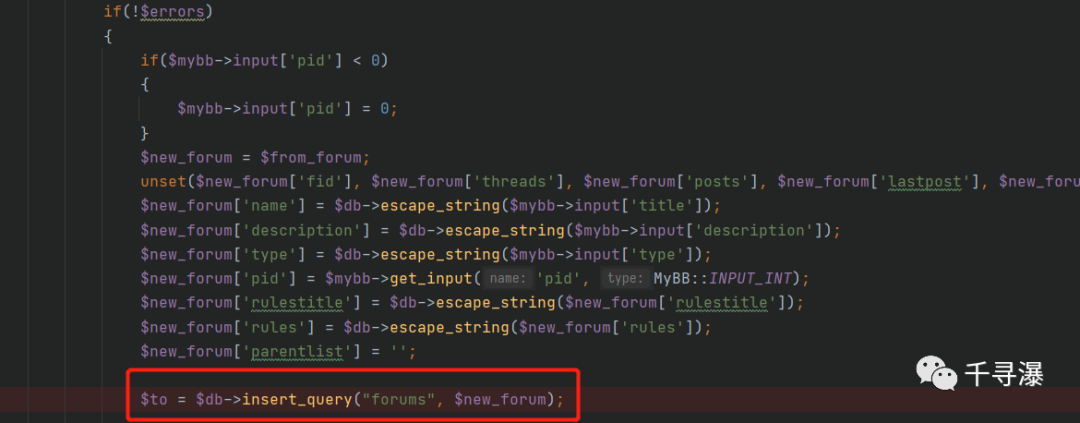 if(!$errors)
{
if($mybb->input['pid'] < 0)
{
$mybb->input['pid'] = 0;
}
$new_forum = $from_forum;
unset($new_forum['fid'], $new_forum['threads'], $new_forum['posts'], $new_forum['lastpost'], $new_forum
$new_forum['name'] = $db->escape_string($mybb->input['title']);
$new_forum['description'] = $db->escape_string($mybb->input['description']);
$new_forum['type'] = $db->escape_string($mybb->input['type']);
$new_forum['pid'] = $mybb->get_input( name: 'pid', type: MyBB::INPUT_INT);
$new_forum['rulestitle'] = $db->escape_string($new_forum['rulestitle']);
$new_forum['rules'] = $db->escape_string($new_forum['rules']);
$new_forum['parentlist'] = '';
千寻瀑
$to = $db->insert_query("forums", $new_forum);